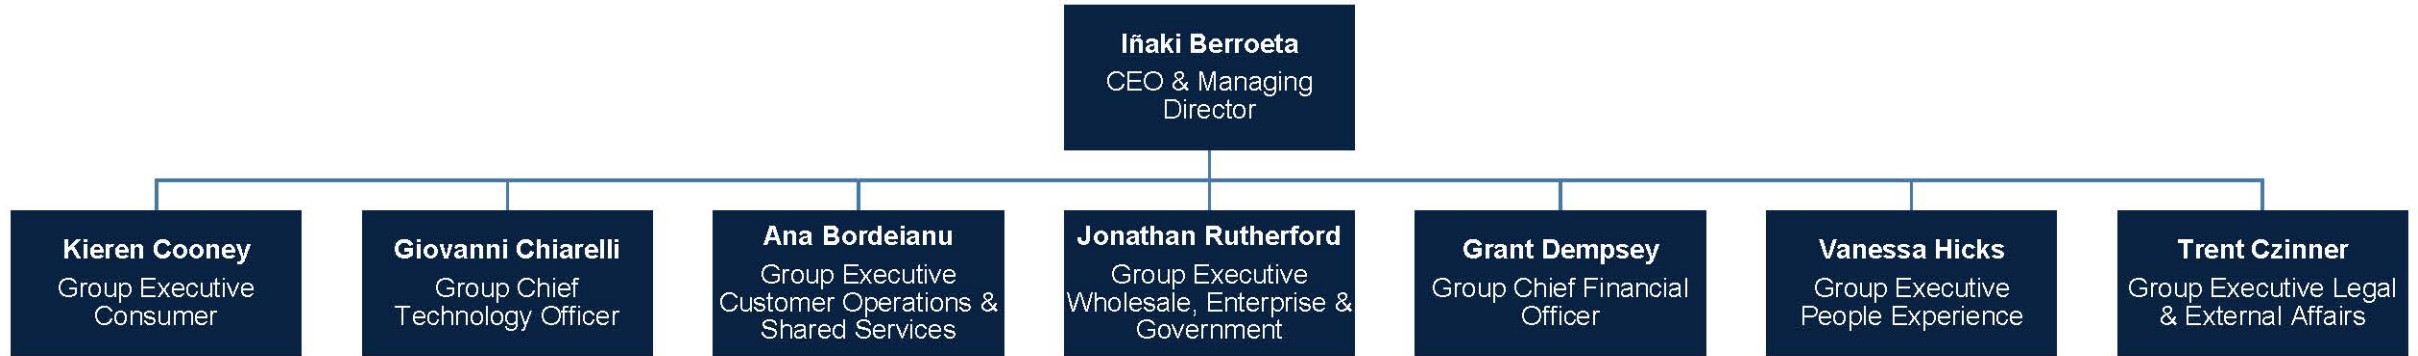 Iñaki Berroeta
CEO & Managing
Director
Kieren Cooney
Group Executive
Consumer
Giovanni Chiarelli
Group Chief
Technology Officer
Ana Bordeianu
Group Executive
Customer Operations &
Shared Services
Jonathan Rutherford
Group Executive
Wholesale, Enterprise &
Government
Grant Dempsey
Group Chief Financial
Officer
Vanessa Hicks
Group Executive
People Experience
Trent Czinner
Group Executive Legal
& External Affairs